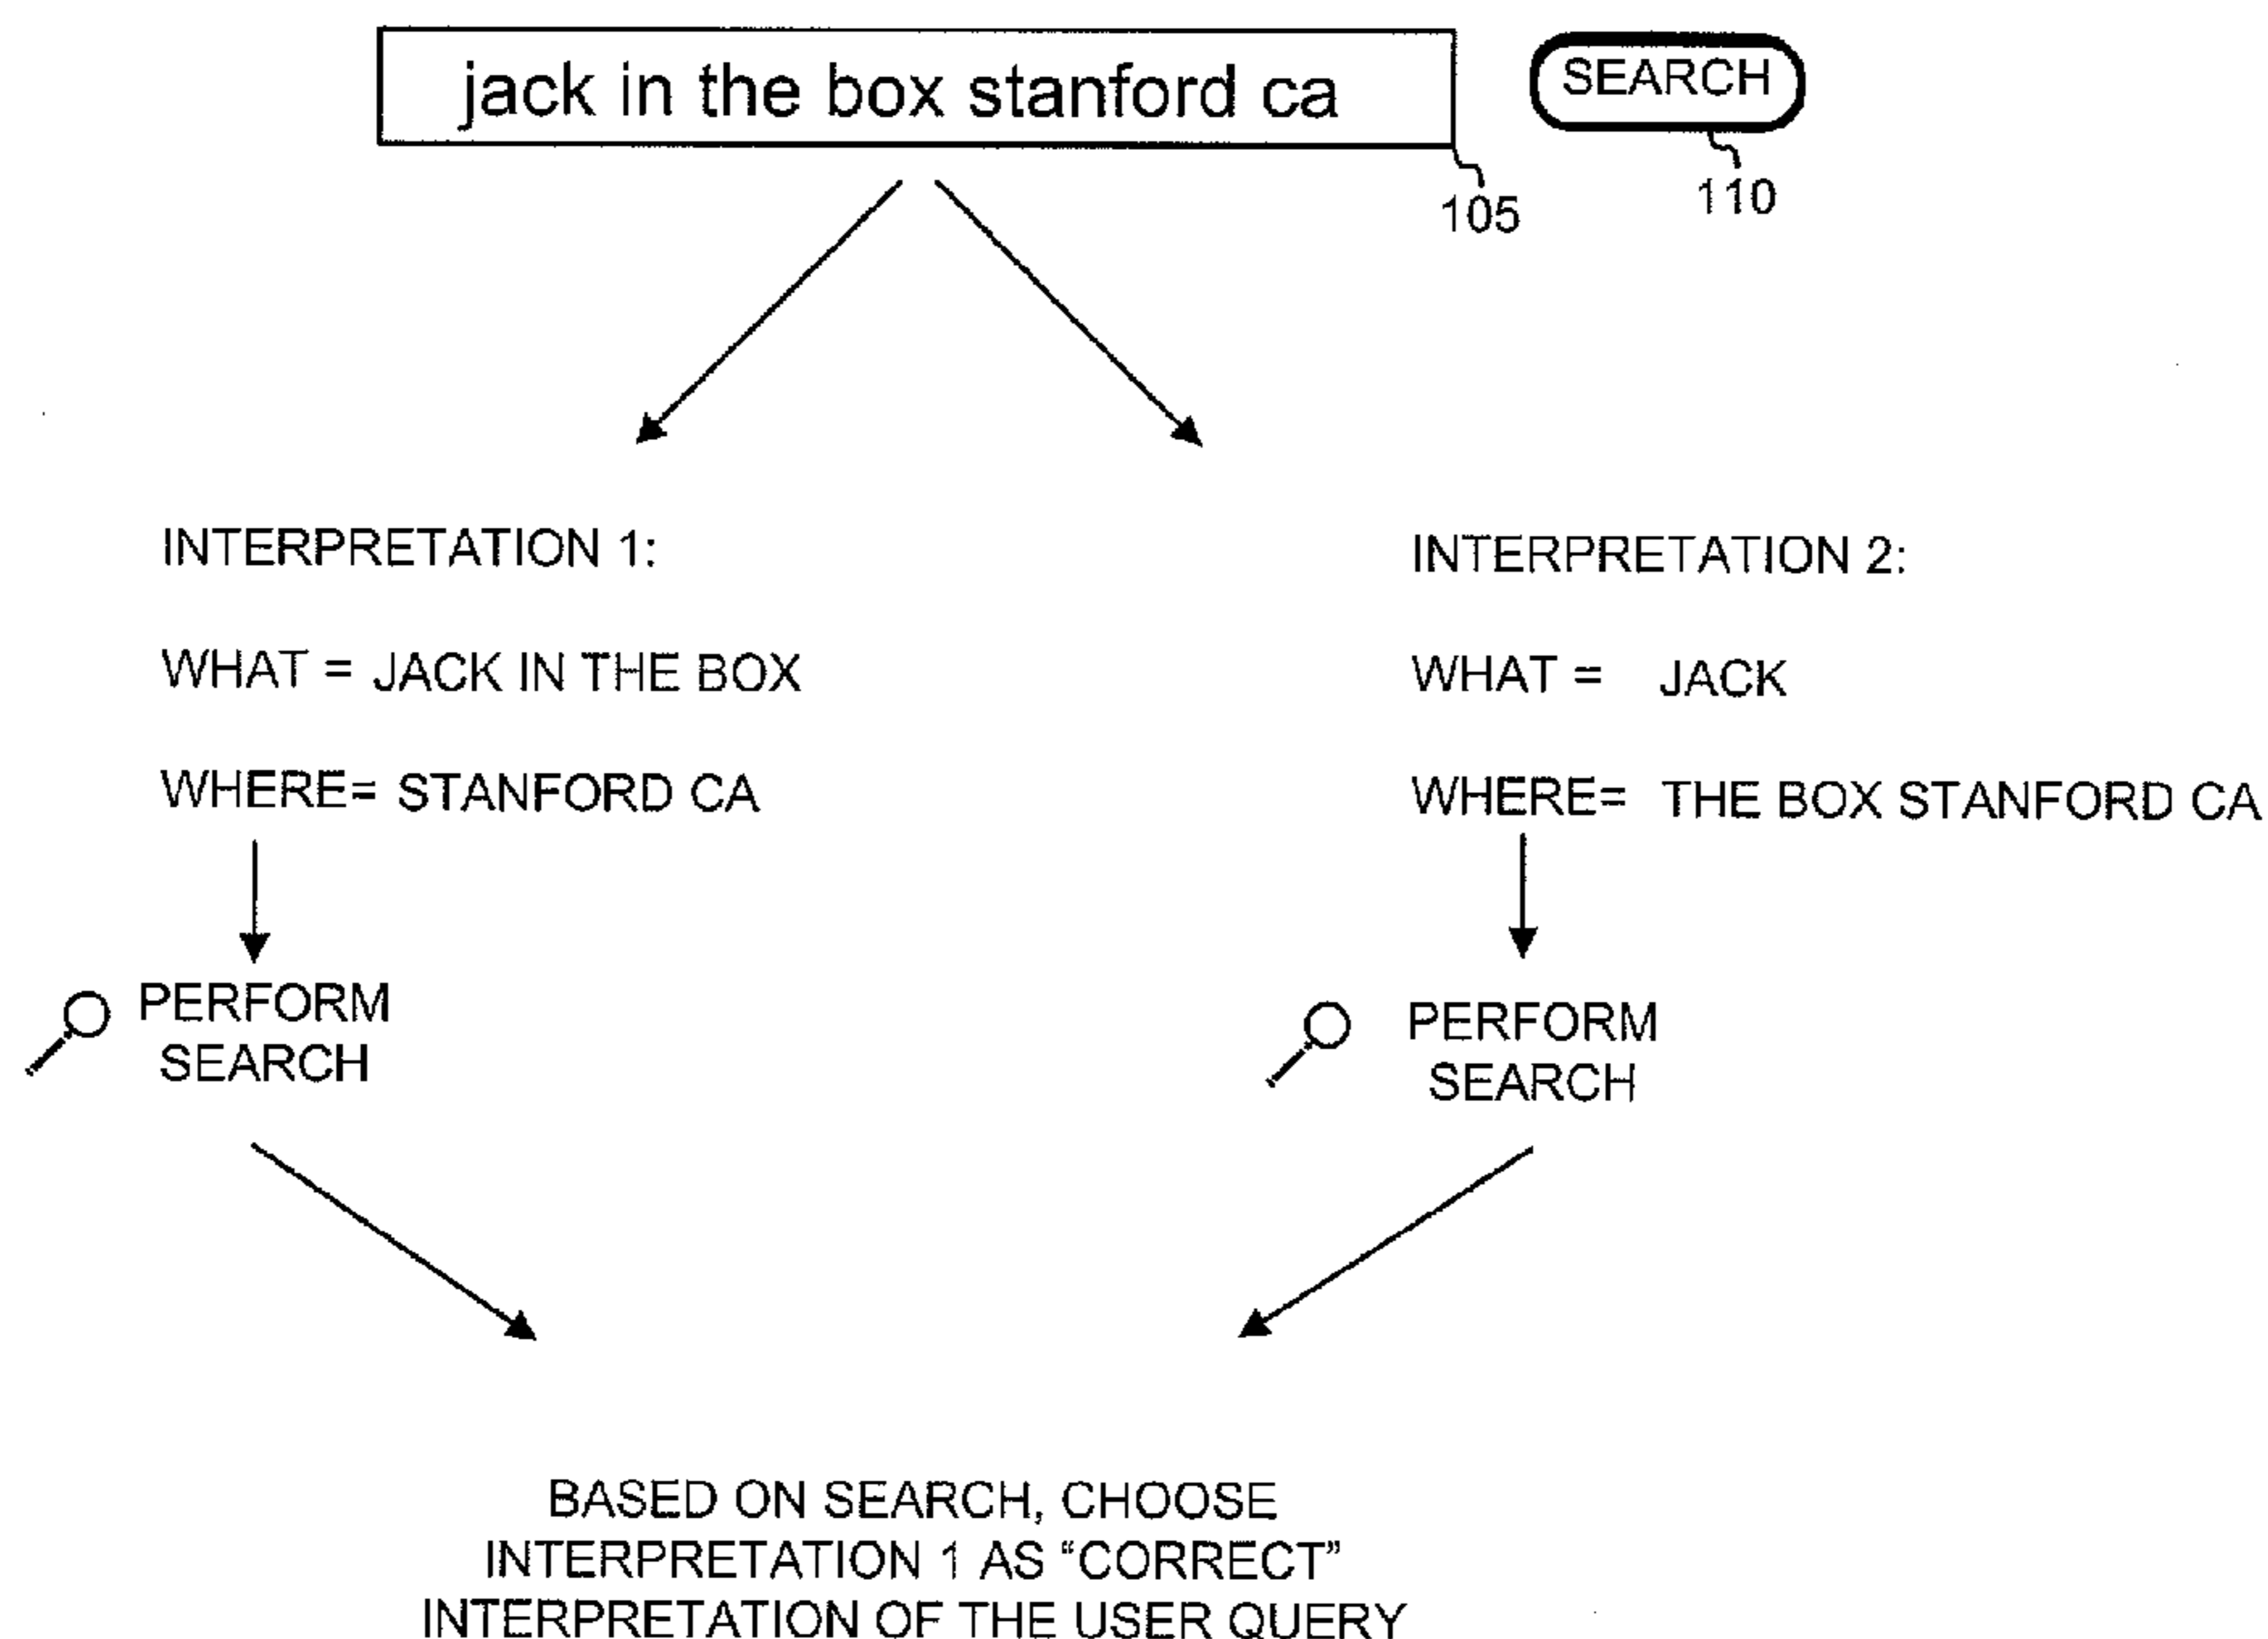 jack in the box stanford ca
SEARCH
105
110
INTERPRETATION 1:
WHAT = JACK IN THE BOX
WHERE= STANFORD CA
PERFORM
SEARCH
INTERPRETATION 2:
WHAT = JACK
WHERE= THE BOX STANFORD CA
PERFORM
SEARCH
BASED ON SEARCH, CHOOSE
INTERPRETATION 1 AS “CORRECT”
INTERPRETATION OF THE USER QUERY